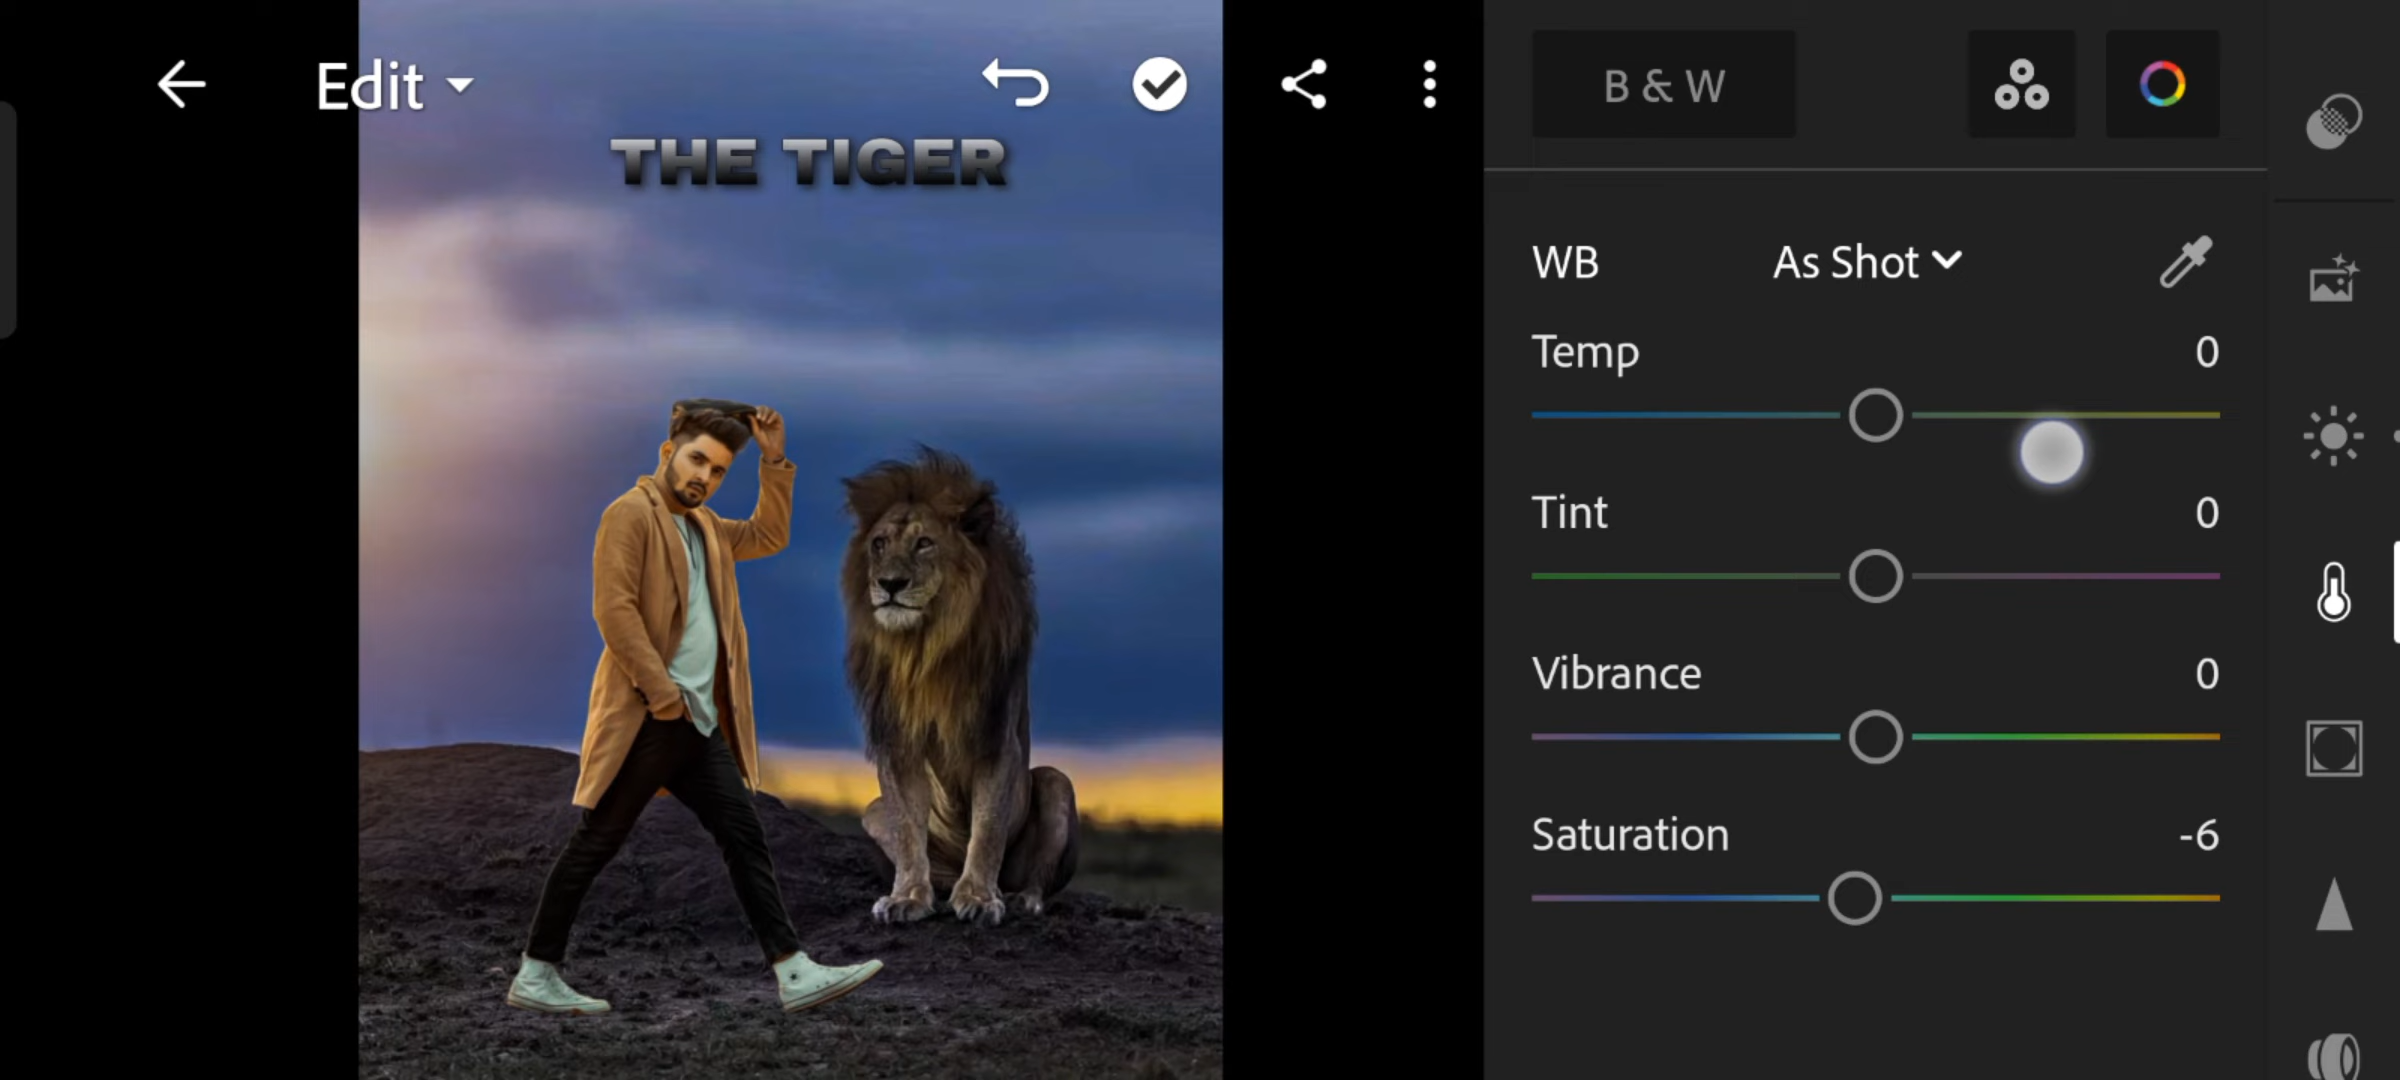 Edit
THE TIGER
B & W
WB As Shot
Temp 0
Tint 0
Vibrance 0
Saturation -6